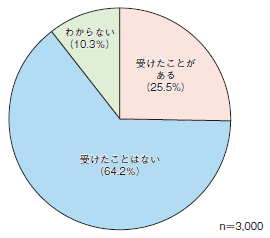 わからない
(10.3%)
受けたことが
ある
(25.5%)
受けたことはない
(64.2%)
n=3,000